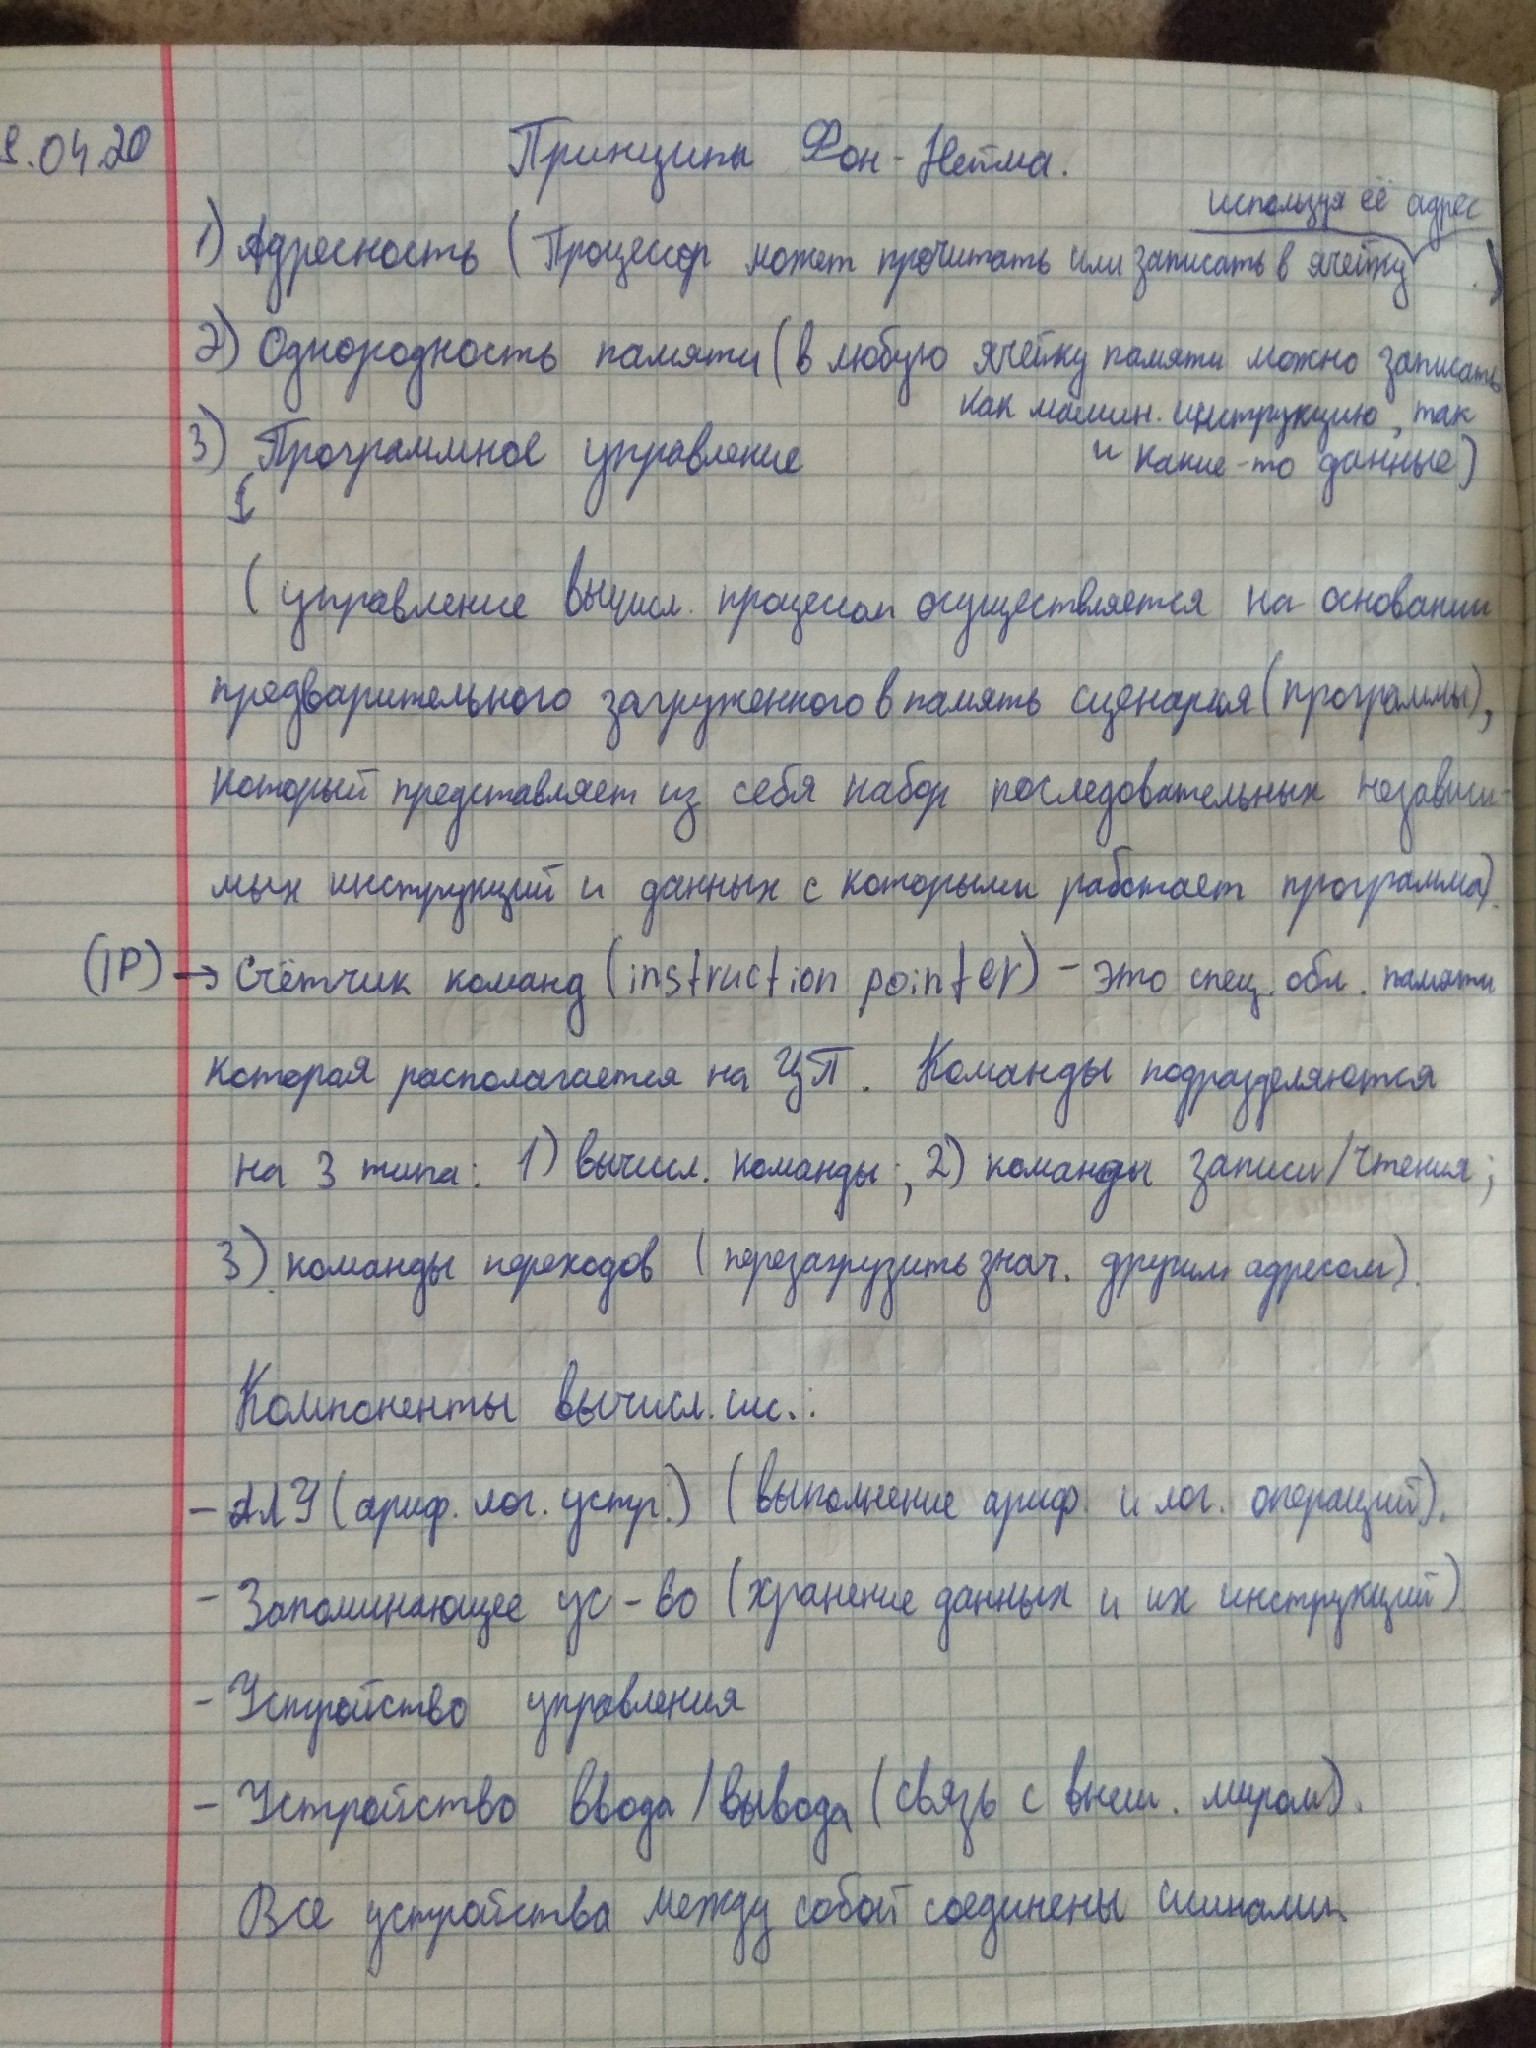 9.04.20
Принципы Фон-Неймa.
используя её адрес
1) Адресность (Процессор может прочитать или записать в ячейку .)
2) Однородность памяти (в любую ячейку памяти можно записать
как машин. инструкцию, так
и какие-то данные)
3) Программное управление
(управление вычисл. процессом осуществляется на основании
предварительного загруженного в память сценария (программы),
который представляет из себя набор последовательных независи-
мых инструкций и данных с которыми работает программа).
(IP) → Счётчик команд (instruction pointer) - это спец. обл. памяти
которая располагается на ЦП. Команды подразделяются
на 3 типа: 1) вычисл. команды; 2) команды записи/чтения;
3) команды переходов (перезагрузить знач. другим адресом).
Компоненты вычисл. сис.:
- АЛУ (ариф. лог. устр.) (выполнение ариф. и лог. операций).
- Запоминающее ус-во (хранение данных и их инструкций)
- Устройство управления
- Устройство ввода/вывода (связь с внеш. миром).
Все устройства между собой соединены шинами